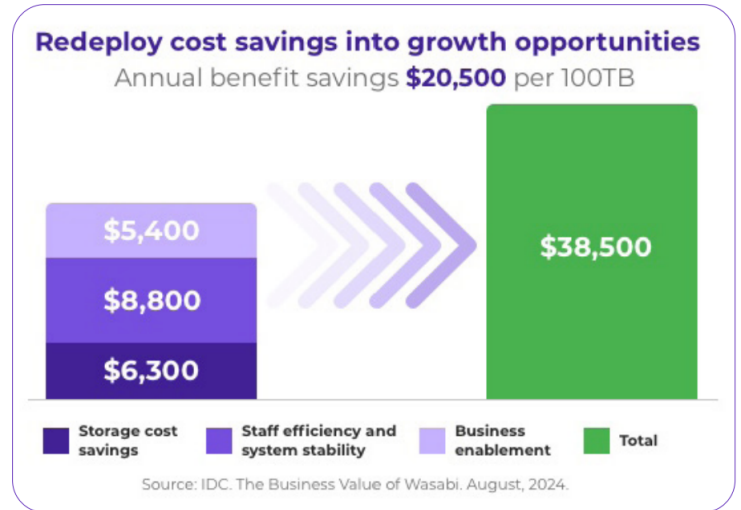 Redeploy cost savings into growth opportunities
Annual benefit savings $20,500 per 100TB
$5,400
$8,800
$6,300
$38,500
Storage cost
savings
Staff efficiency and
system stability
Business
enablement
Total
Source: IDC. The Business Value of Wasabi. August, 2024.